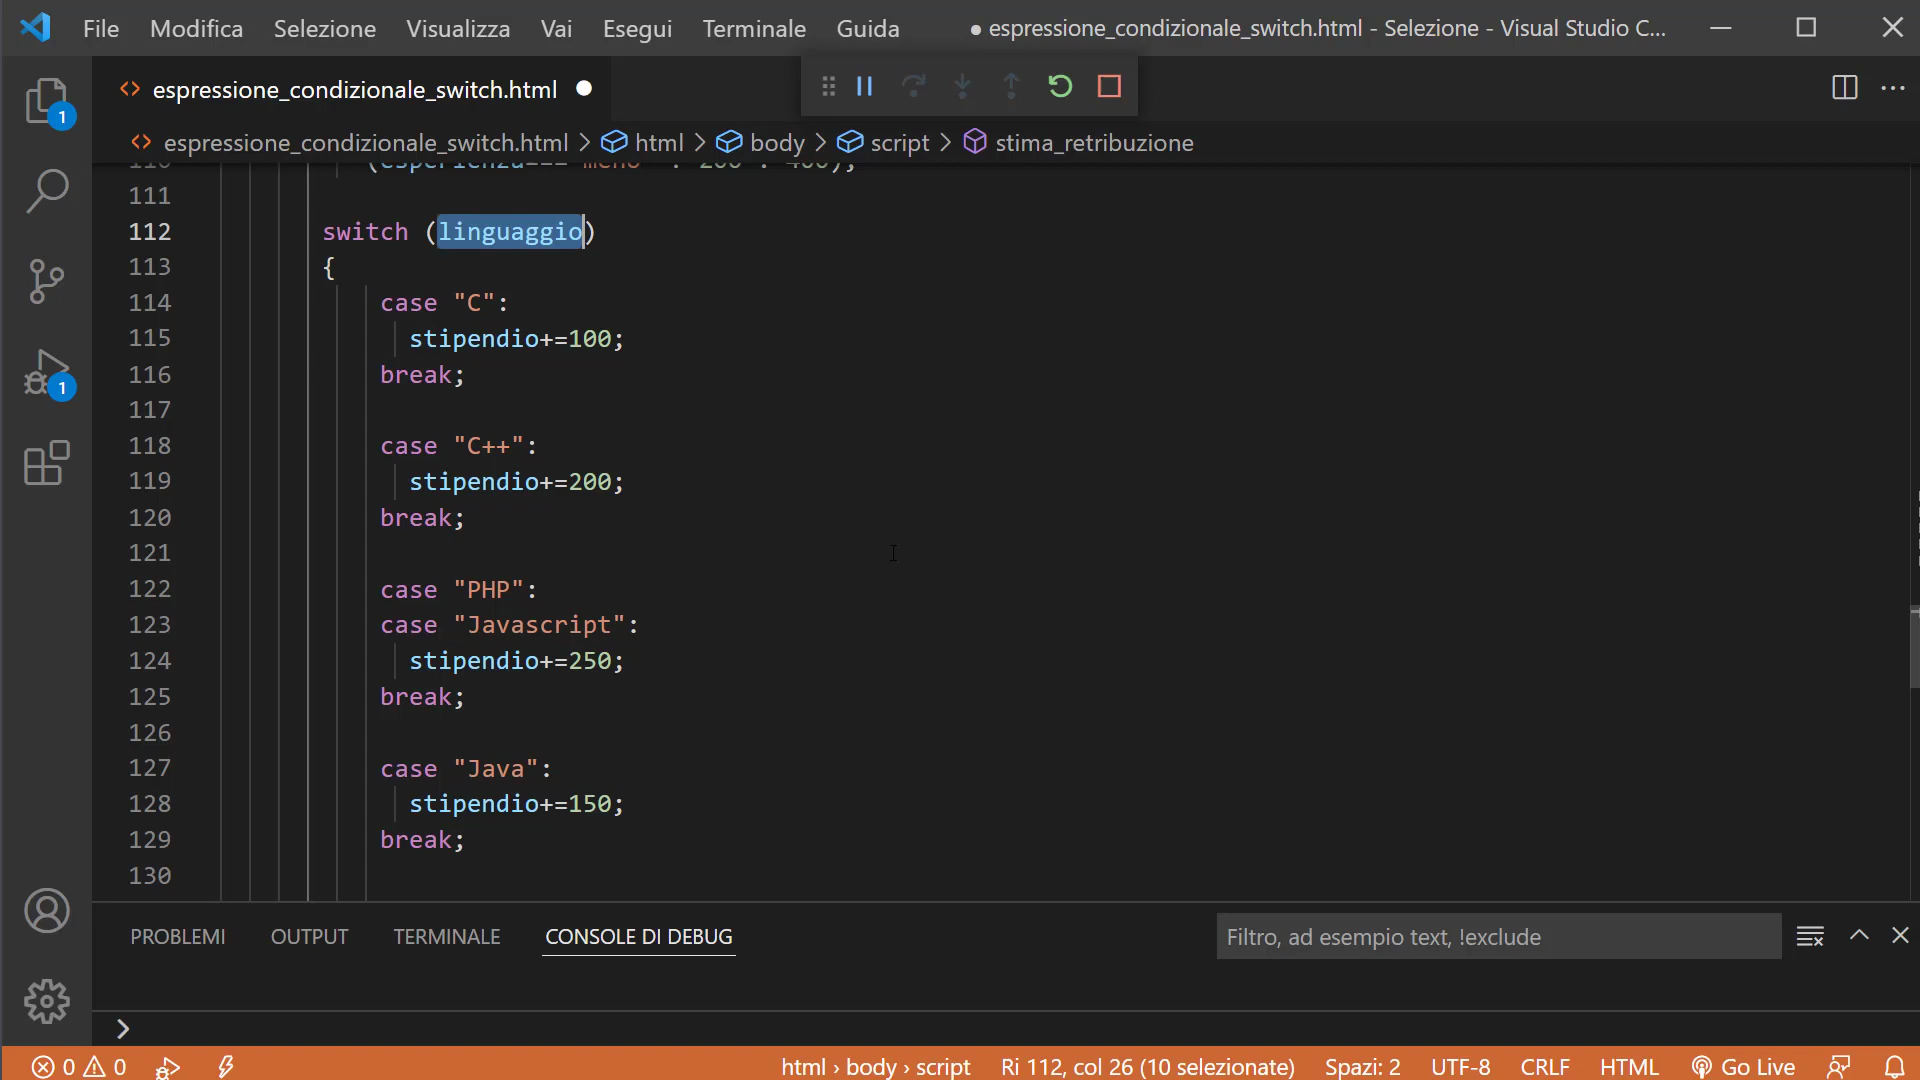 File Modifica Selezione Visualizza Vai Esegui Terminale Guida ● espressione_condizionale_switch.html - Selezione - Visual Studio C...
espressione_condizionale_switch.html
espressione_condizionale_switch.html > html > body > script > stima_retribuzione
111
112 switch (linguaggio)
113 {
114 case "C":
115 stipendio+=100;
116 break;
117
118 case "C++":
119 stipendio+=200;
120 break;
121
122 case "PHP":
123 case "Javascript":
124 stipendio+=250;
125 break;
126
127 case "Java":
128 stipendio+=150;
129 break;
130
1
1
PROBLEMI OUTPUT TERMINALE CONSOLE DI DEBUG Filtro, ad esempio text, !exclude
0 0 html › body › script Ri 112, col 26 (10 selezionate) Spazi: 2 UTF-8 CRLF HTML Go Live